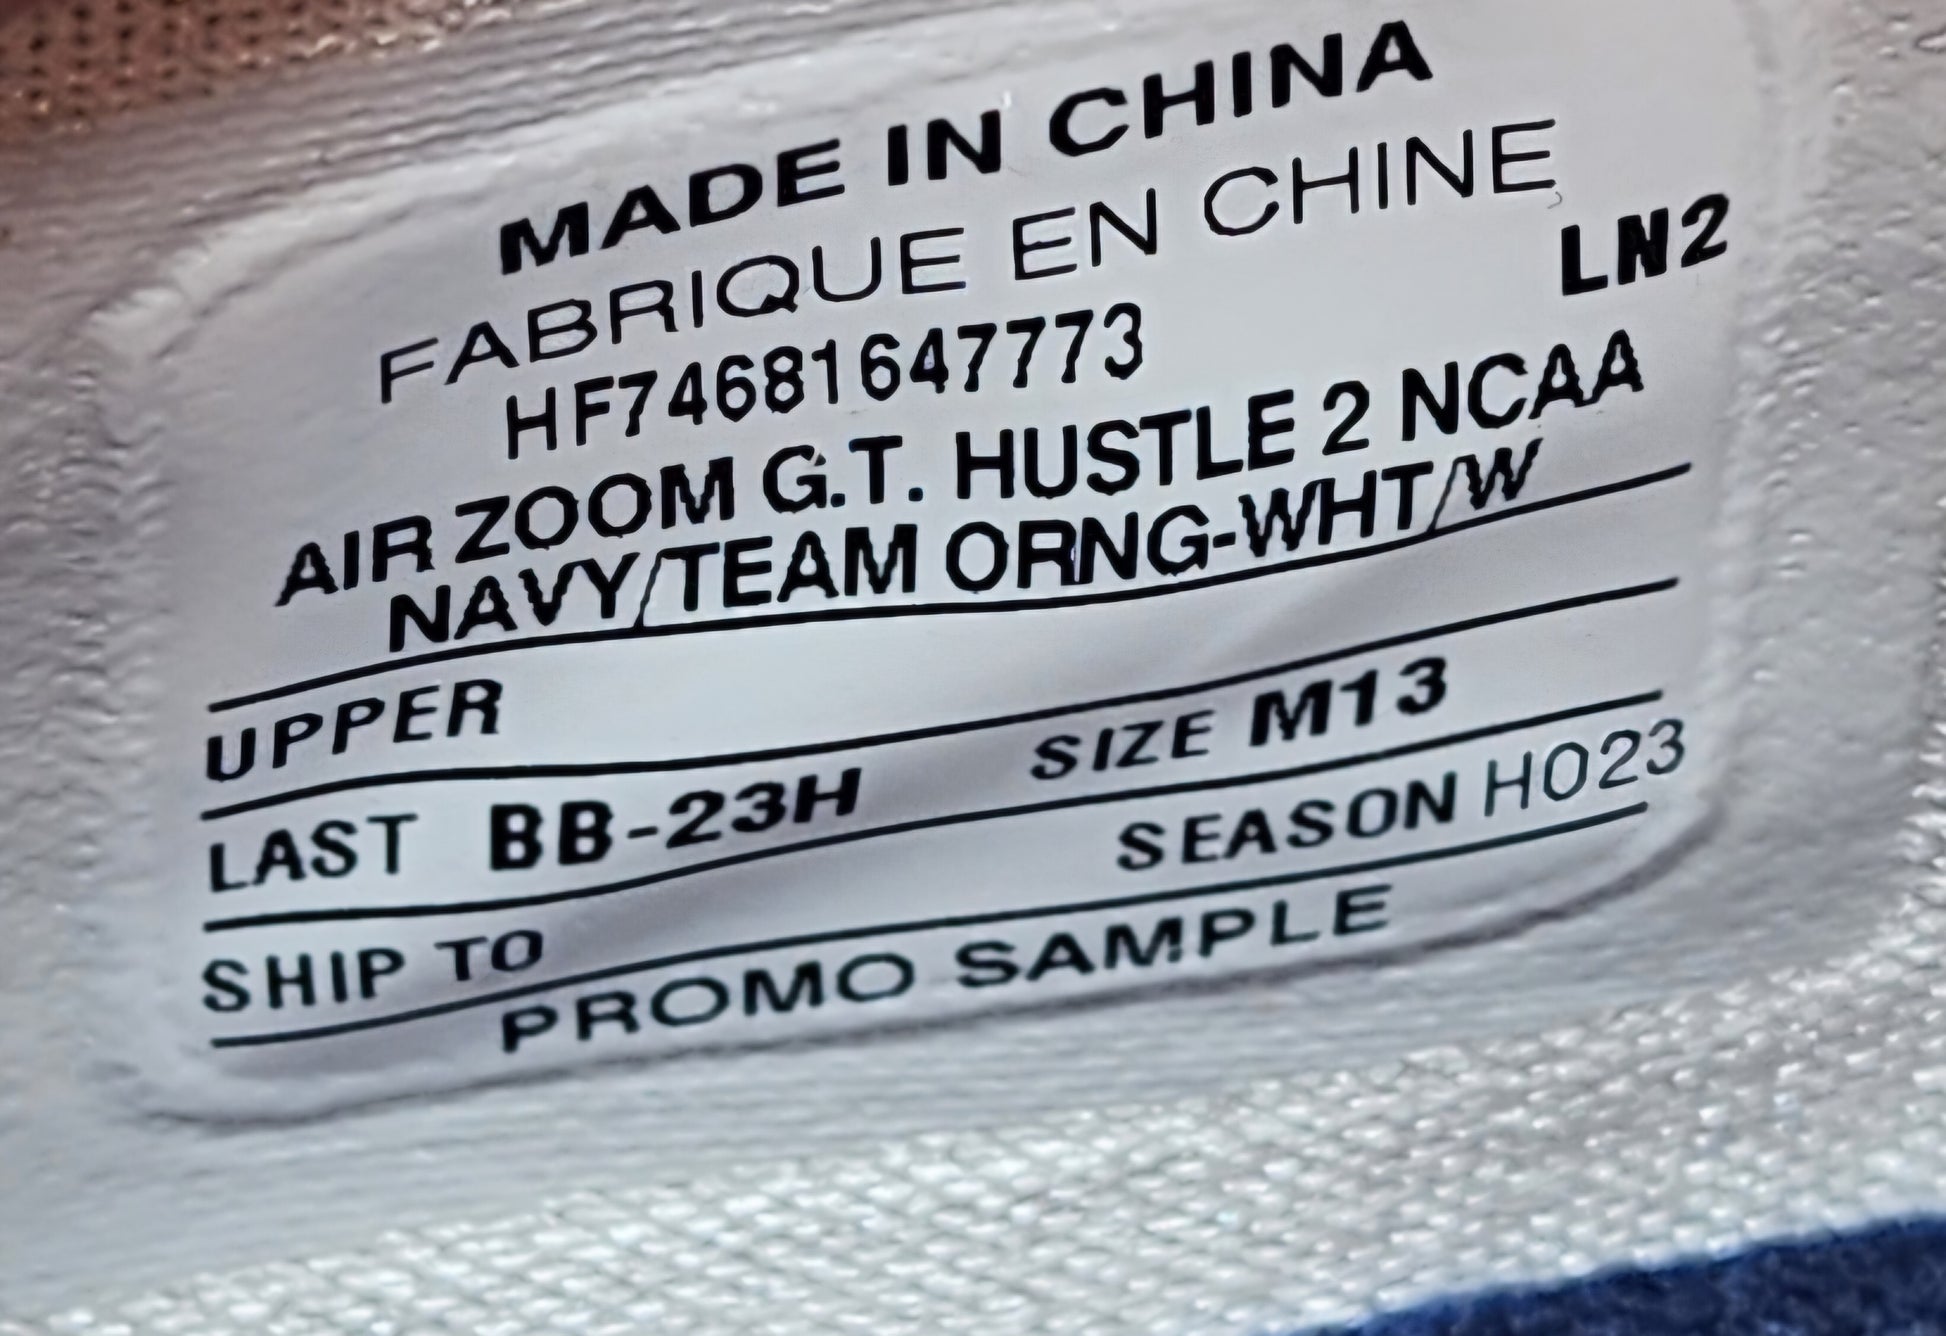 MADE IN CHINA
FABRIQUE EN CHINE
LN2
HF74681647773
AIR ZOOM G.T. HUSTLE 2 NCAA
NAVY/TEAM ORNG-WHT/W
UPPER
SIZE M13
LAST BB-23H
SEASON HO23
SHIP TO
PROMO SAMPLE